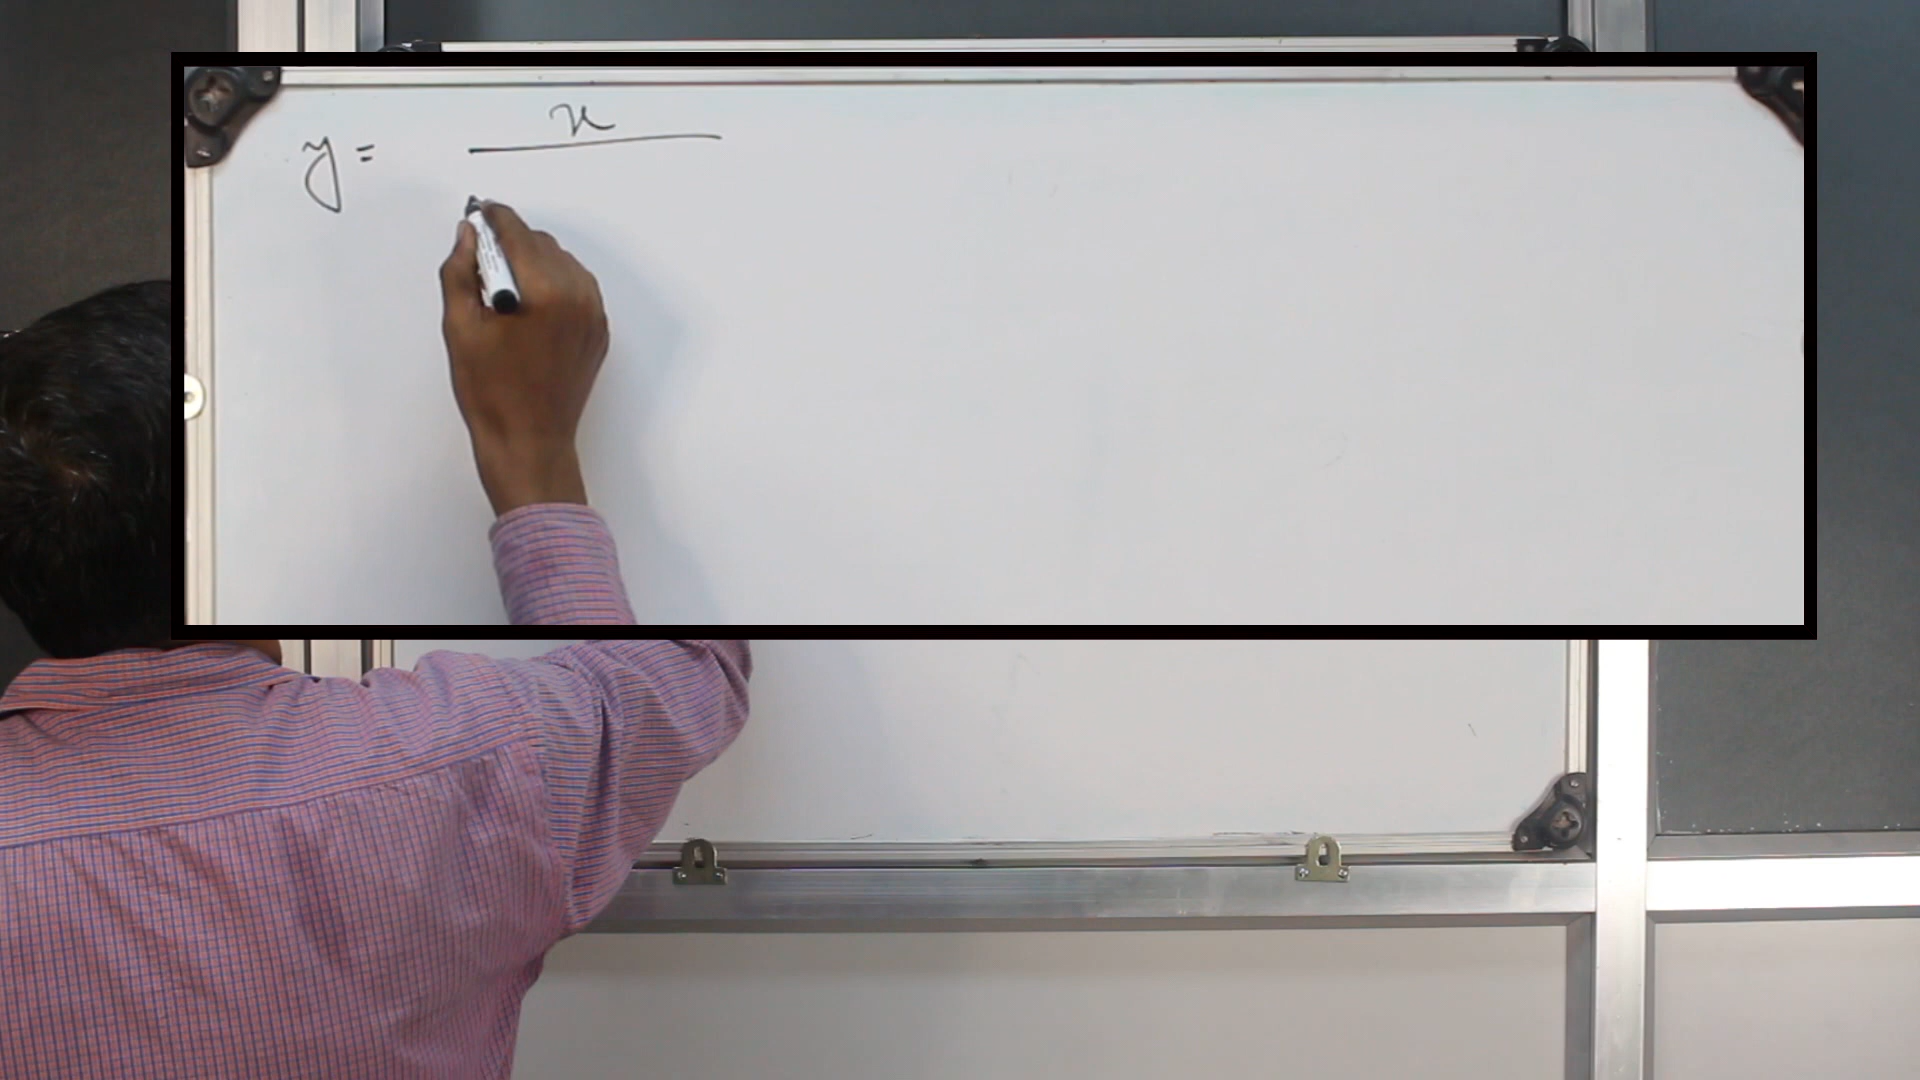 y = x